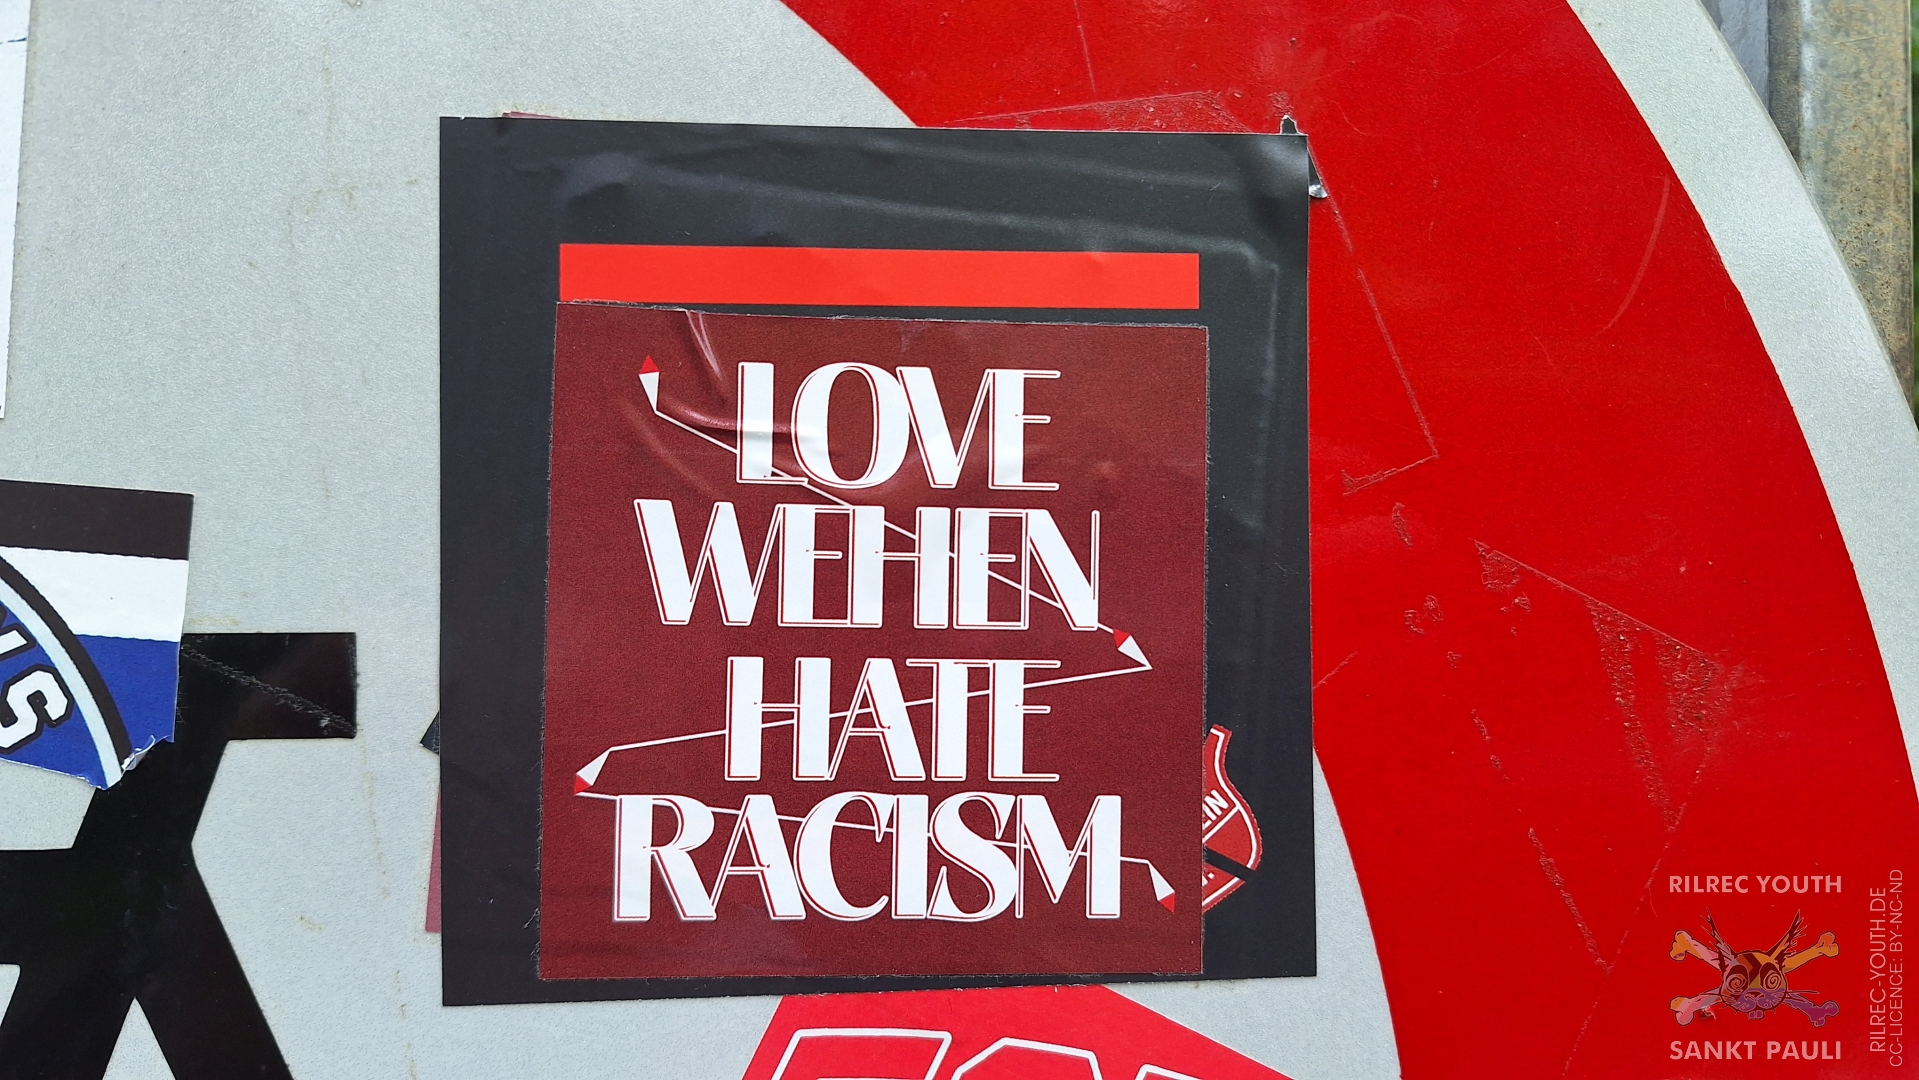 LOVE
WEHEN
HATE
RACISM
RILREC YOUTH
SANKT PAULI
RILREC-YOUTH.DE
CC-LICENCE: BY-NC-ND